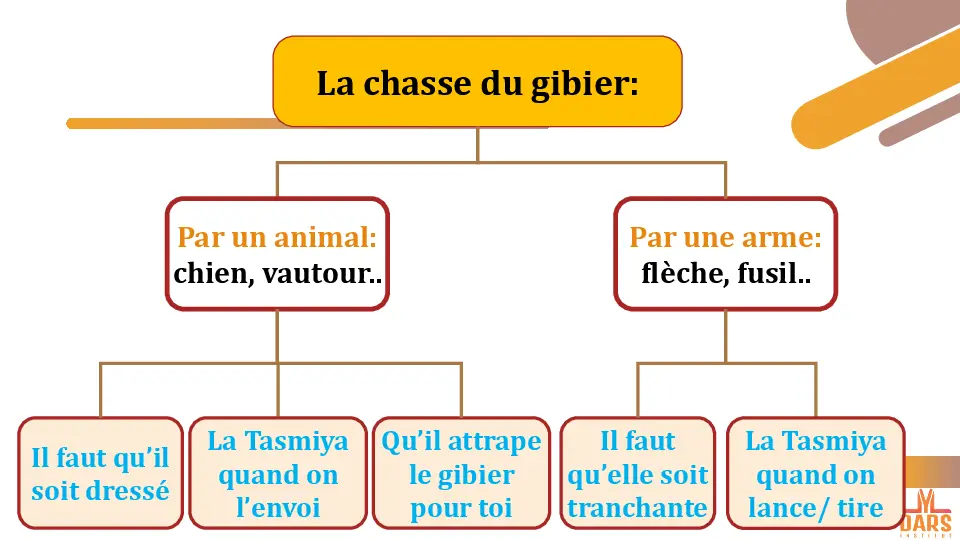 La chasse du gibier:
Par un animal:
chien, vautour..
Par une arme:
flèche, fusil..
Il faut qu’il
soit dressé
La Tasmiya
quand on
l’envoi
Qu’il attrape
le gibier
pour toi
Il faut
qu’elle soit
tranchante
La Tasmiya
quand on
lance/ tire
DARS
INSTITUT